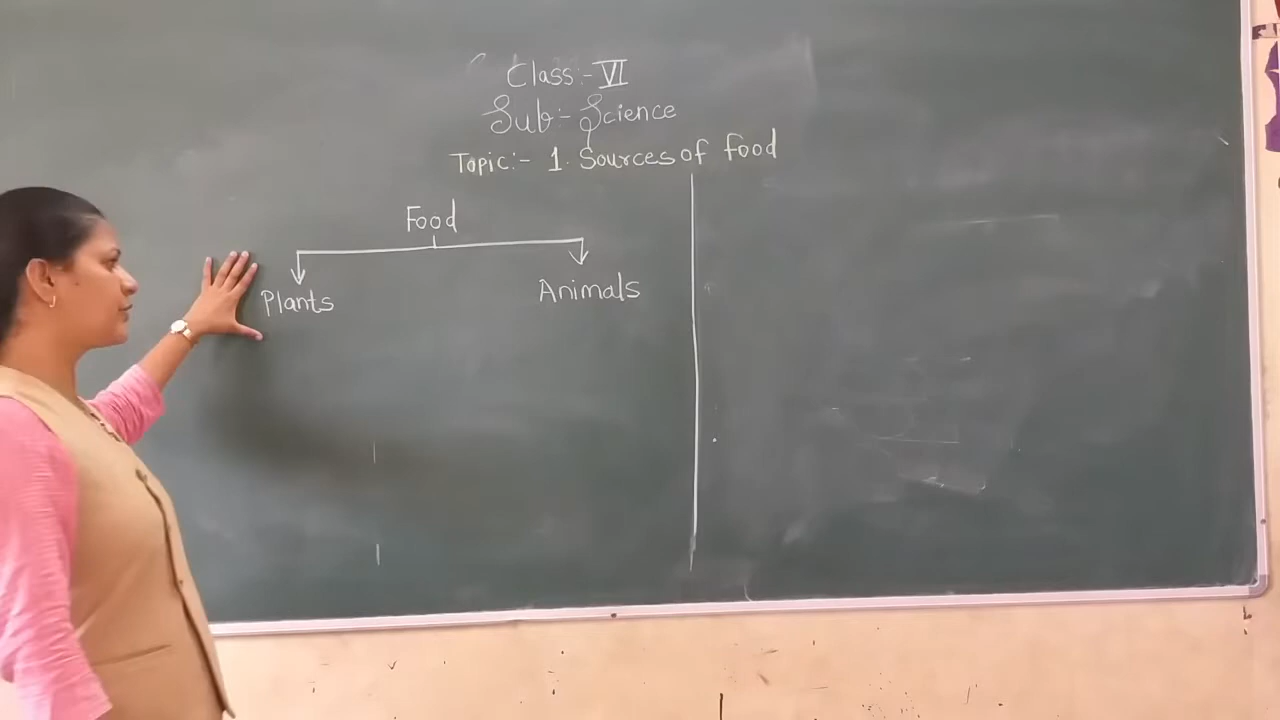 Class:- VI
Sub:- Science
Topic:- 1. Sources of food
Food
Plants
Animals